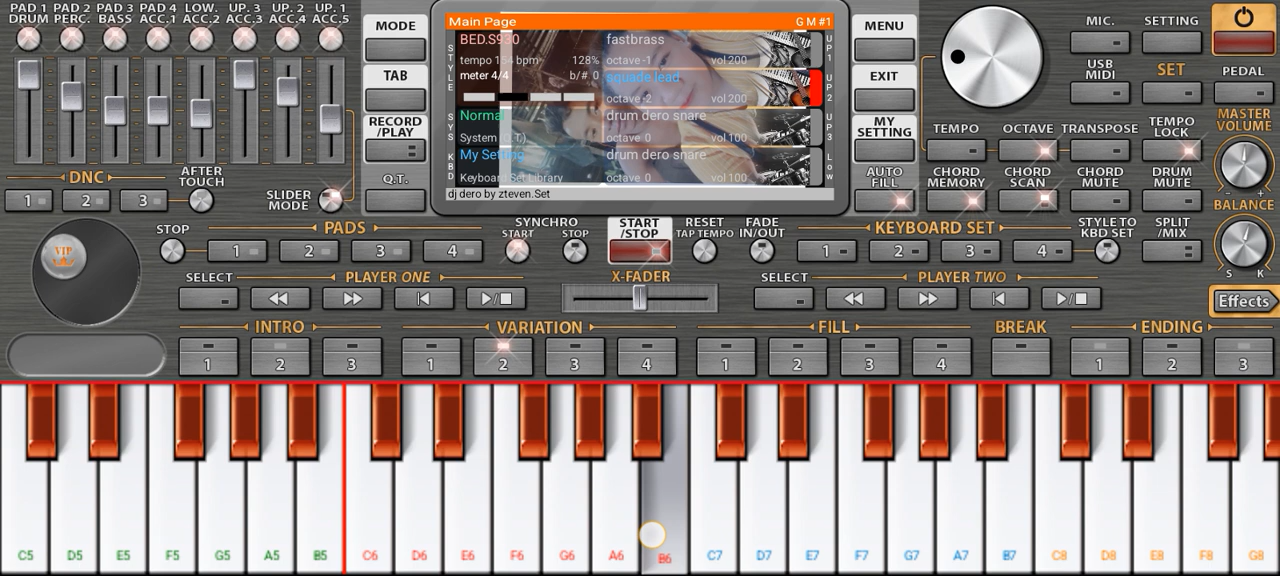 PAD 1 PAD 2 PAD 3 PAD 4 LOW. UP. 3 UP. 2 UP. 1
DRUM PERC. BASS ACC.1 ACC.2 ACC.3 ACC.4 ACC.5
MODE
TAB
RECORD
/PLAY
Q.T.
Main Page
G M #1
STYLE
BED.S930
tempo 154 bpm 128%
meter 4/4 b/# 0
SYS
Normal
System (Q.T.)
KBD
My Setting
Keyboard Set Library
fastbrass
octave -1 vol 200
UP 1
squade lead
octave -2 vol 200
UP 2
drum dero snare
octave 0 vol 100
UP 3
drum dero snare
octave 0 vol 100
Low
dj dero by zteven.Set
MENU
EXIT
MY
SETTING
AUTO
FILL
MIC. SETTING
USB
MIDI
SET
PEDAL
TEMPO OCTAVE TRANSPOSE TEMPO
LOCK
MASTER
VOLUME
- +
CHORD
MEMORY
CHORD
SCAN
CHORD
MUTE
DRUM
MUTE
BALANCE
S K
DNC
1 2 3
AFTER
TOUCH
SLIDER
MODE
VIP
STOP
PADS
1 2 3 4
SYNCHRO
START STOP
START
/STOP
RESET
TAP TEMPO
FADE
IN/OUT
KEYBOARD SET
1 2 3 4
STYLE TO
KBD SET
SPLIT
/MIX
SELECT PLAYER ONE
X-FADER
SELECT PLAYER TWO
Effects
INTRO VARIATION FILL BREAK ENDING
1 2 3 1 2 3 4 1 2 3 4 1 2 3
C5 D5 E5 F5 G5 A5 B5 C6 D6 E6 F6 G6 A6 B6 C7 D7 E7 F7 G7 A7 B7 C8 D8 E8 F8 G8